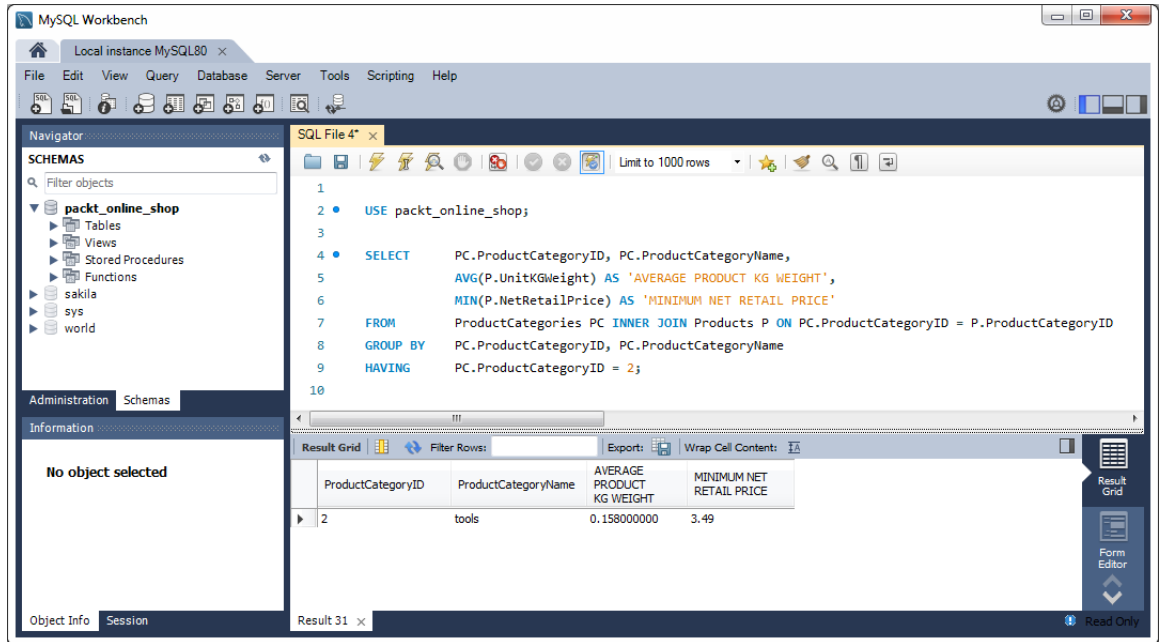 MySQL Workbench
Local instance MySQL80 ×
File Edit View Query Database Server Tools Scripting Help
Navigator
SQL File 4* ×
SCHEMAS
Limit to 1000 rows
Filter objects
packt_online_shop
Tables
Views
Stored Procedures
Functions
sakila
sys
world
1
2 USE packt_online_shop;
3
4 SELECT PC.ProductCategoryID, PC.ProductCategoryName,
5 AVG(P.UnitKGWeight) AS 'AVERAGE PRODUCT KG WEIGHT',
6 MIN(P.NetRetailPrice) AS 'MINIMUM NET RETAIL PRICE'
7 FROM ProductCategories PC INNER JOIN Products P ON PC.ProductCategoryID = P.ProductCategoryID
8 GROUP BY PC.ProductCategoryID, PC.ProductCategoryName
9 HAVING PC.ProductCategoryID = 2;
10
Administration Schemas
Information
No object selected
Result Grid Filter Rows: Export: Wrap Cell Content:
ProductCategoryID ProductCategoryName AVERAGE PRODUCT KG WEIGHT MINIMUM NET RETAIL PRICE
2 tools 0.158000000 3.49
Result Grid
Form Editor
Object Info Session
Result 31 ×
Read Only